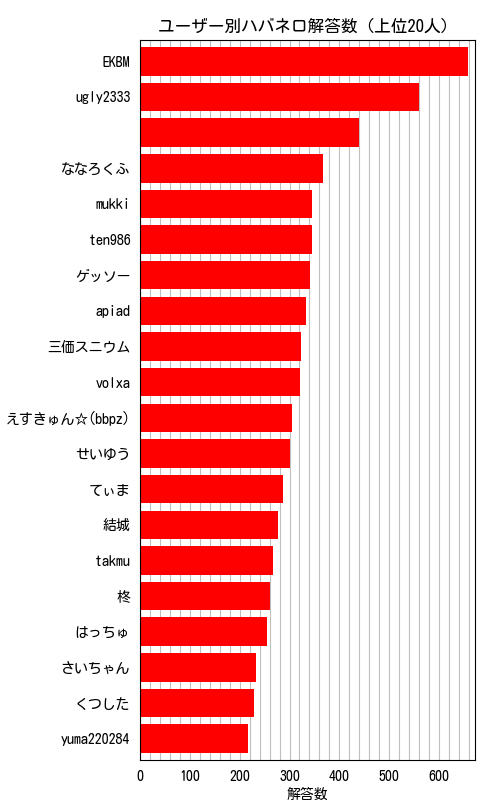 ユーザー別ハバネロ解答数 (上位20人)
EKBM
ugly2333
ななろくふ
mukki
ten986
ゲッソー
apiad
三価スニウム
volxa
えすきゅん☆(bbpz)
せいゆう
てぃま
結城
takmu
柊
はっちゅ
さいちゃん
くつした
yuma220284
0 100 200 300 400 500 600
解答数